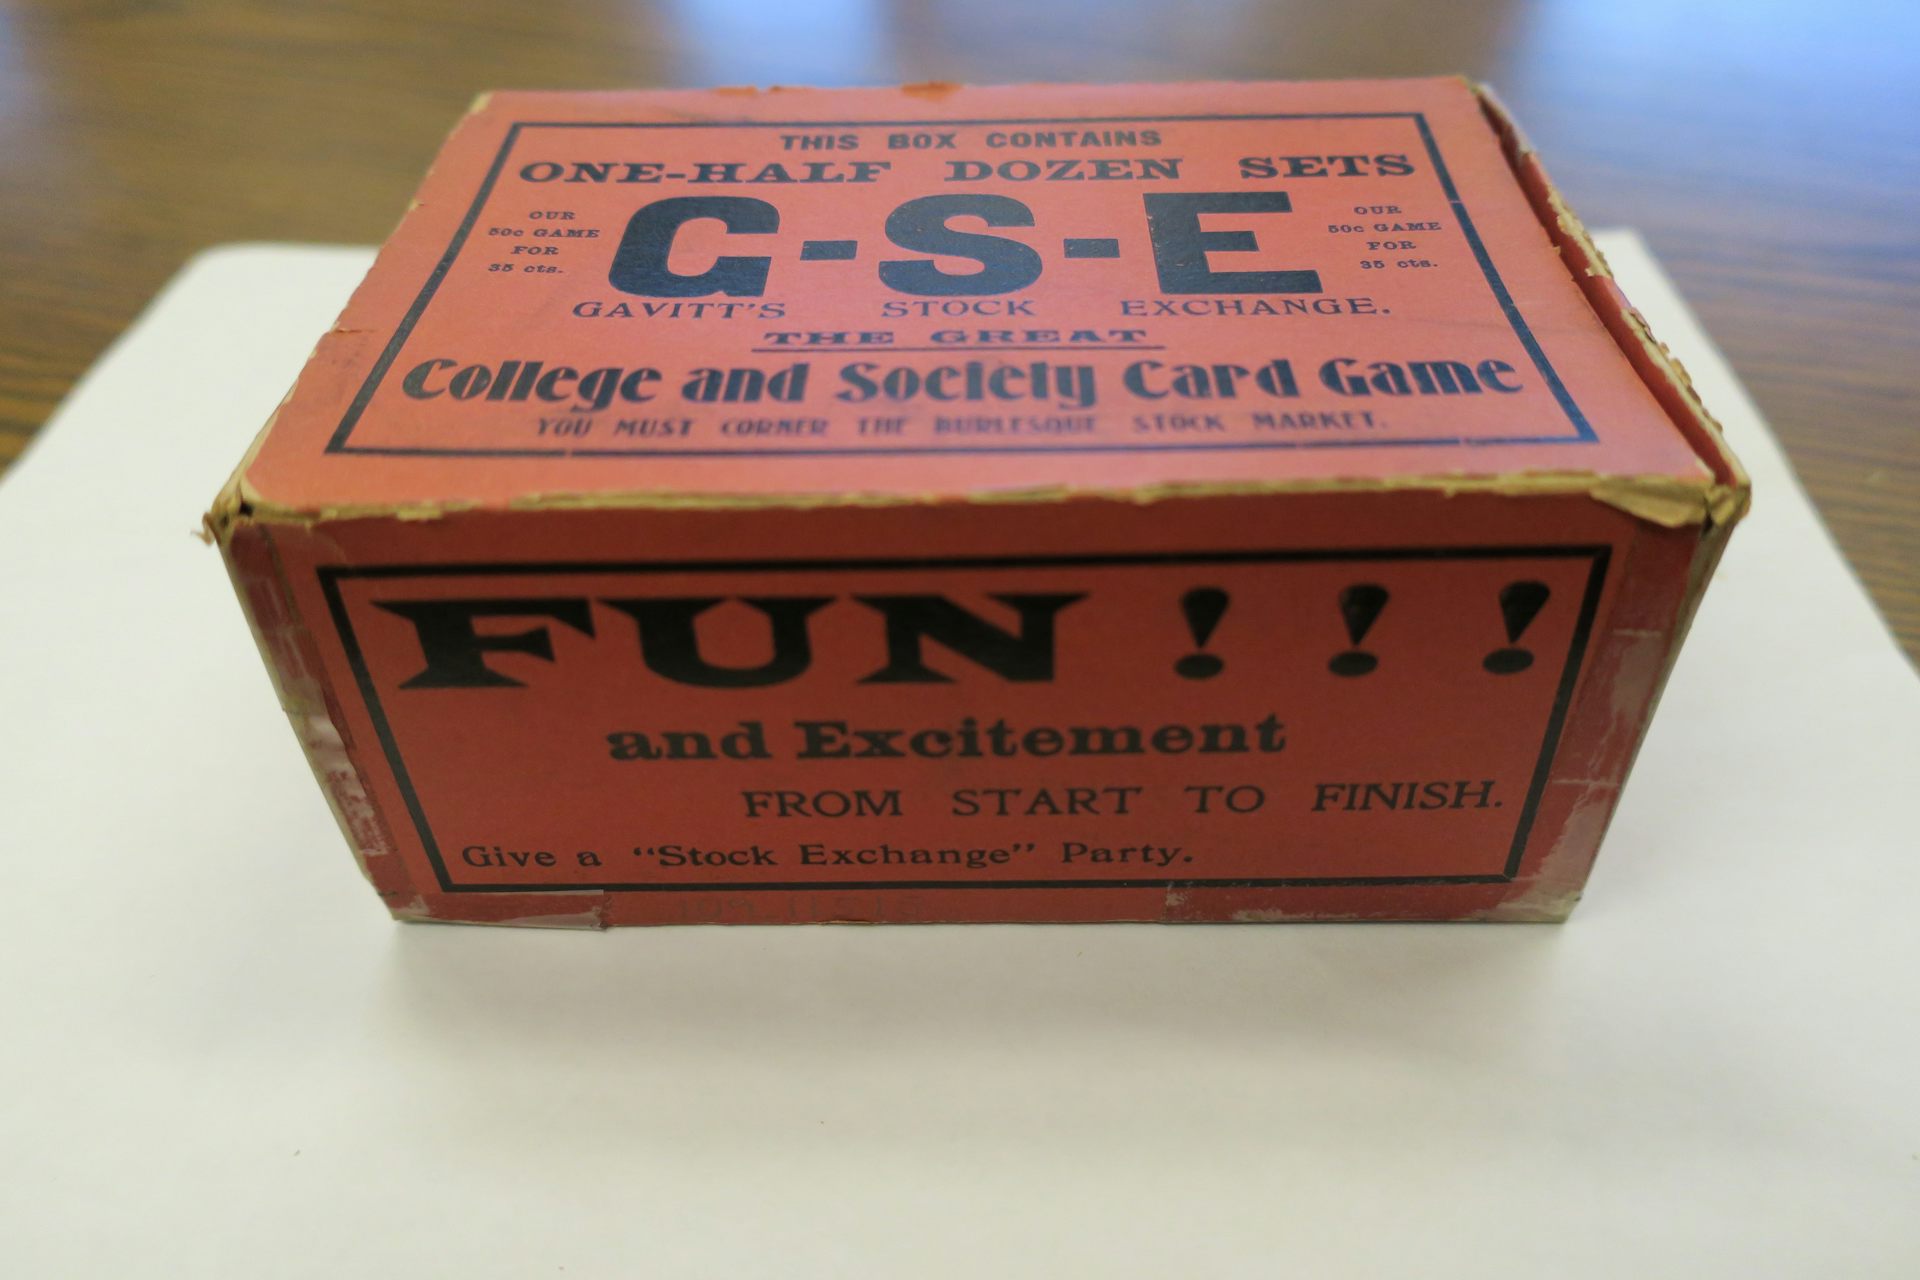 THIS BOX CONTAINS
ONE-HALF DOZEN SETS
OUR
50c GAME
FOR
35 cts.
G-S-E
OUR
50c GAME
FOR
35 cts.
GAVITT'S STOCK EXCHANGE.
THE GREAT
College and Society Card Game
YOU MUST CORNER THE BURLESQUE STOCK MARKET.
FUN!!!
and Excitement
FROM START TO FINISH.
Give a "Stock Exchange" Party.